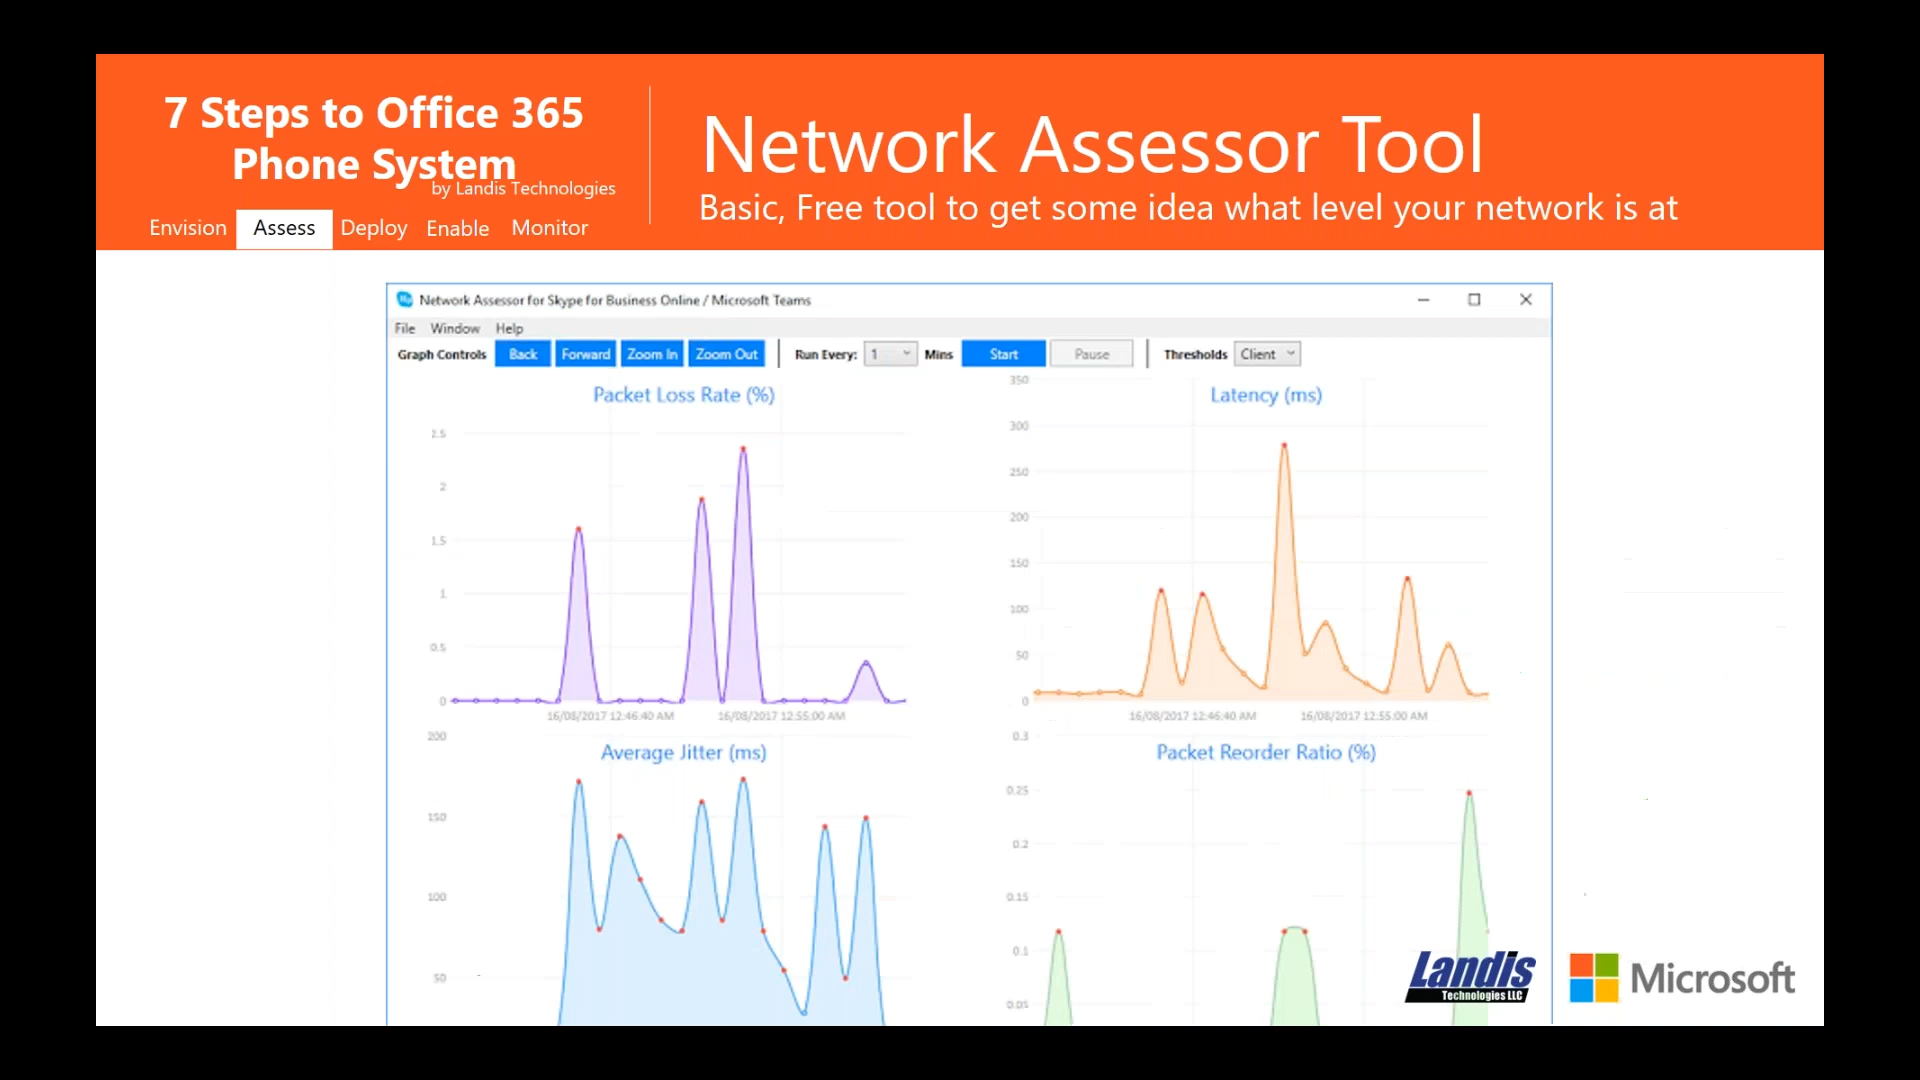 7 Steps to Office 365
Phone System
by Landis Technologies
Envision Assess Deploy Enable Monitor
Network Assessor Tool
Basic, Free tool to get some idea what level your network is at
Network Assessor for Skype for Business Online / Microsoft Teams
File Window Help
Graph Controls Back Forward Zoom In Zoom Out Run Every: 1 Mins Start Pause Thresholds Client
Packet Loss Rate (%)
2.5
2
1.5
1
0.5
0
16/08/2017 12:46:40 AM 16/08/2017 12:55:00 AM
Latency (ms)
350
300
250
200
150
100
50
0
16/08/2017 12:46:40 AM 16/08/2017 12:55:00 AM
Average Jitter (ms)
200
150
100
50
Packet Reorder Ratio (%)
0.3
0.25
0.2
0.15
0.1
0.05
Landis
Technologies LLC
Microsoft